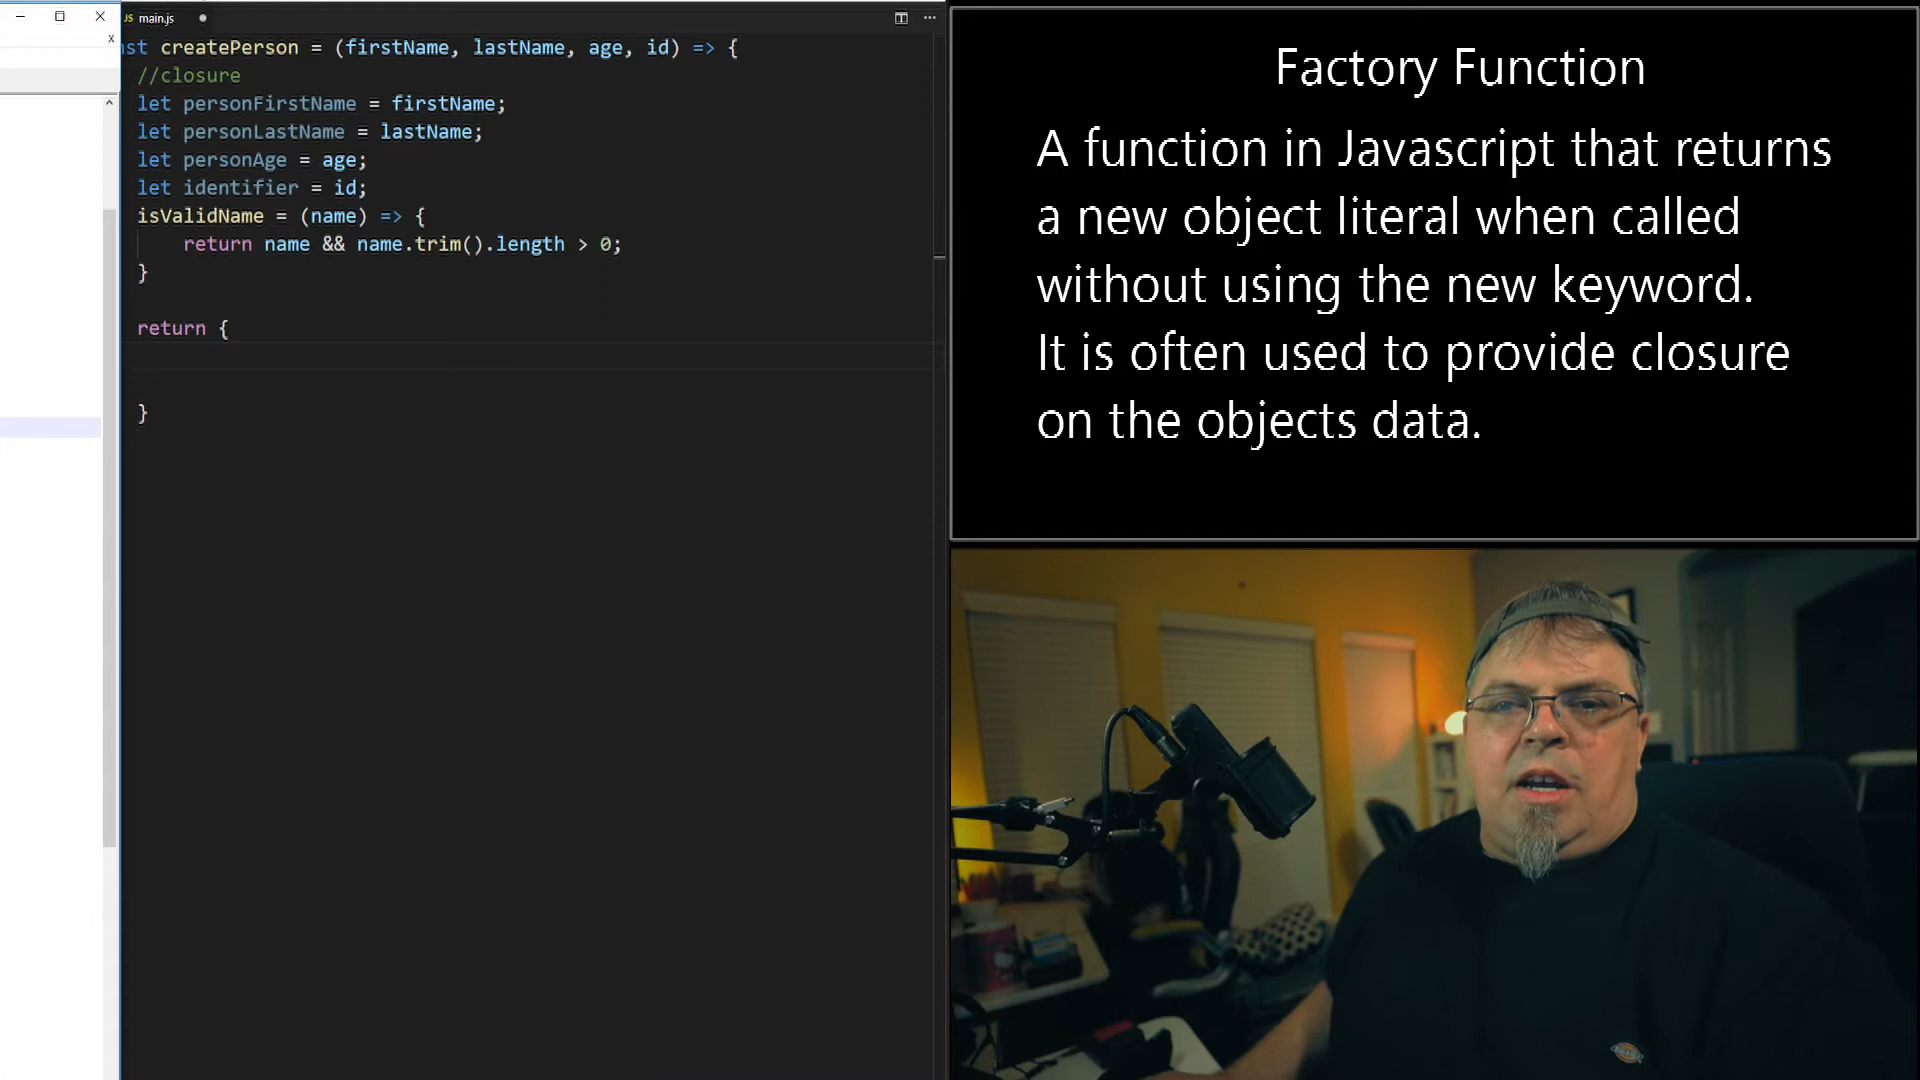 x
JS main.js
nst createPerson = (firstName, lastName, age, id) => {
//closure
let personFirstName = firstName;
let personLastName = lastName;
let personAge = age;
let identifier = id;
isValidName = (name) => {
return name && name.trim().length > 0;
}
return {
}
Factory Function
A function in Javascript that returns
a new object literal when called
without using the new keyword.
It is often used to provide closure
on the objects data.